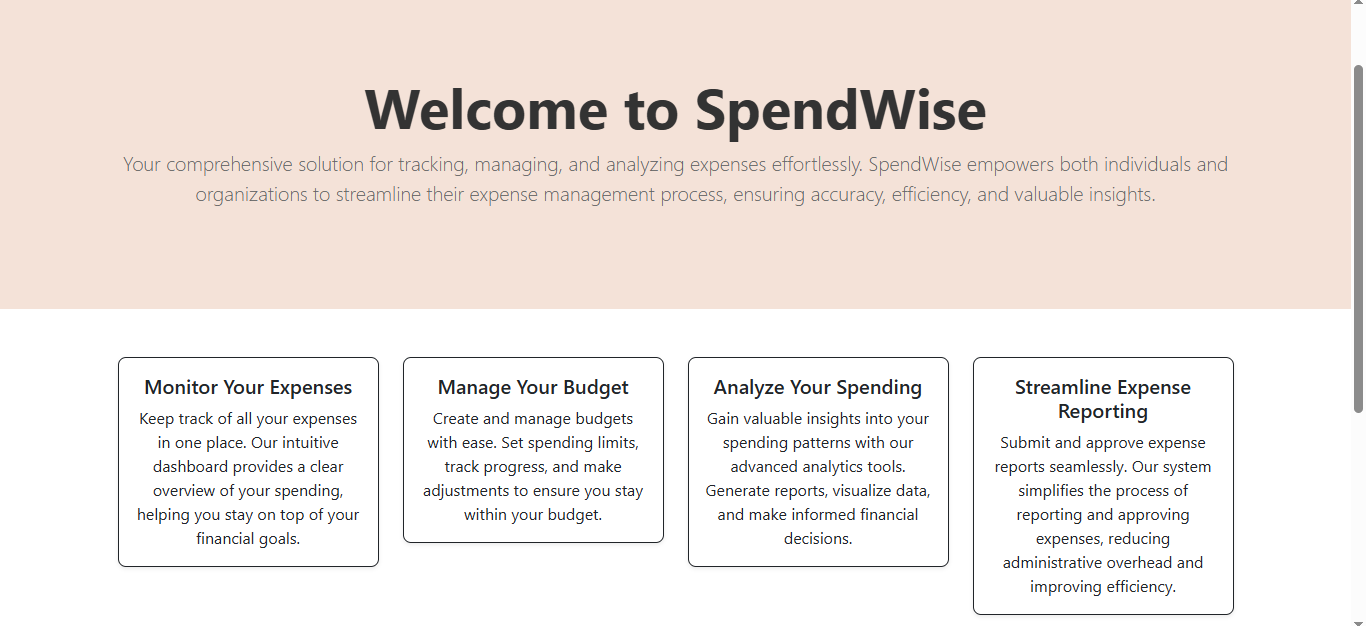 Welcome to SpendWise
Your comprehensive solution for tracking, managing, and analyzing expenses effortlessly. SpendWise empowers both individuals and
organizations to streamline their expense management process, ensuring accuracy, efficiency, and valuable insights.
Monitor Your Expenses
Keep track of all your expenses
in one place. Our intuitive
dashboard provides a clear
overview of your spending,
helping you stay on top of your
financial goals.
Manage Your Budget
Create and manage budgets
with ease. Set spending limits,
track progress, and make
adjustments to ensure you stay
within your budget.
Analyze Your Spending
Gain valuable insights into your
spending patterns with our
advanced analytics tools.
Generate reports, visualize data,
and make informed financial
decisions.
Streamline Expense
Reporting
Submit and approve expense
reports seamlessly. Our system
simplifies the process of
reporting and approving
expenses, reducing
administrative overhead and
improving efficiency.